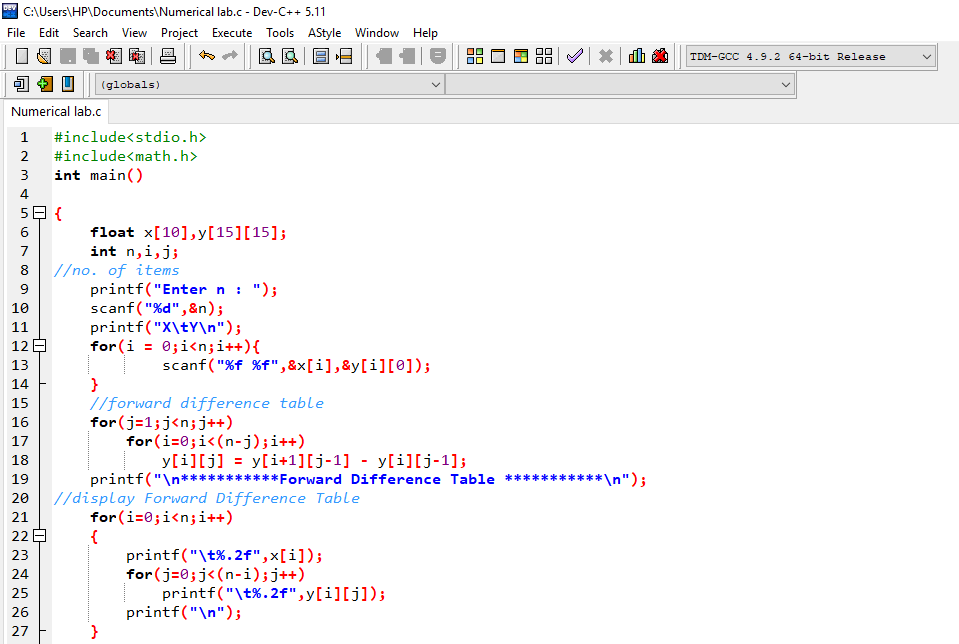 C:\Users\HP\Documents\Numerical lab.c - Dev-C++ 5.11
File Edit Search View Project Execute Tools AStyle Window Help
TDM-GCC 4.9.2 64-bit Release
(globals)
Numerical lab.c
1 #include<stdio.h>
2 #include<math.h>
3 int main()
4
5 {
6     float x[10],y[15][15];
7     int n,i,j;
8 //no. of items
9     printf("Enter n : ");
10     scanf("%d",&n);
11     printf("X\tY\n");
12     for(i = 0;i<n;i++){
13             scanf("%f %f",&x[i],&y[i][0]);
14     }
15     //forward difference table
16     for(j=1;j<n;j++)
17         for(i=0;i<(n-j);i++)
18             y[i][j] = y[i+1][j-1] - y[i][j-1];
19     printf("\n***********Forward Difference Table ***********\n");
20 //display Forward Difference Table
21     for(i=0;i<n;i++)
22     {
23         printf("\t%.2f",x[i]);
24         for(j=0;j<(n-i);j++)
25             printf("\t%.2f",y[i][j]);
26         printf("\n");
27     }